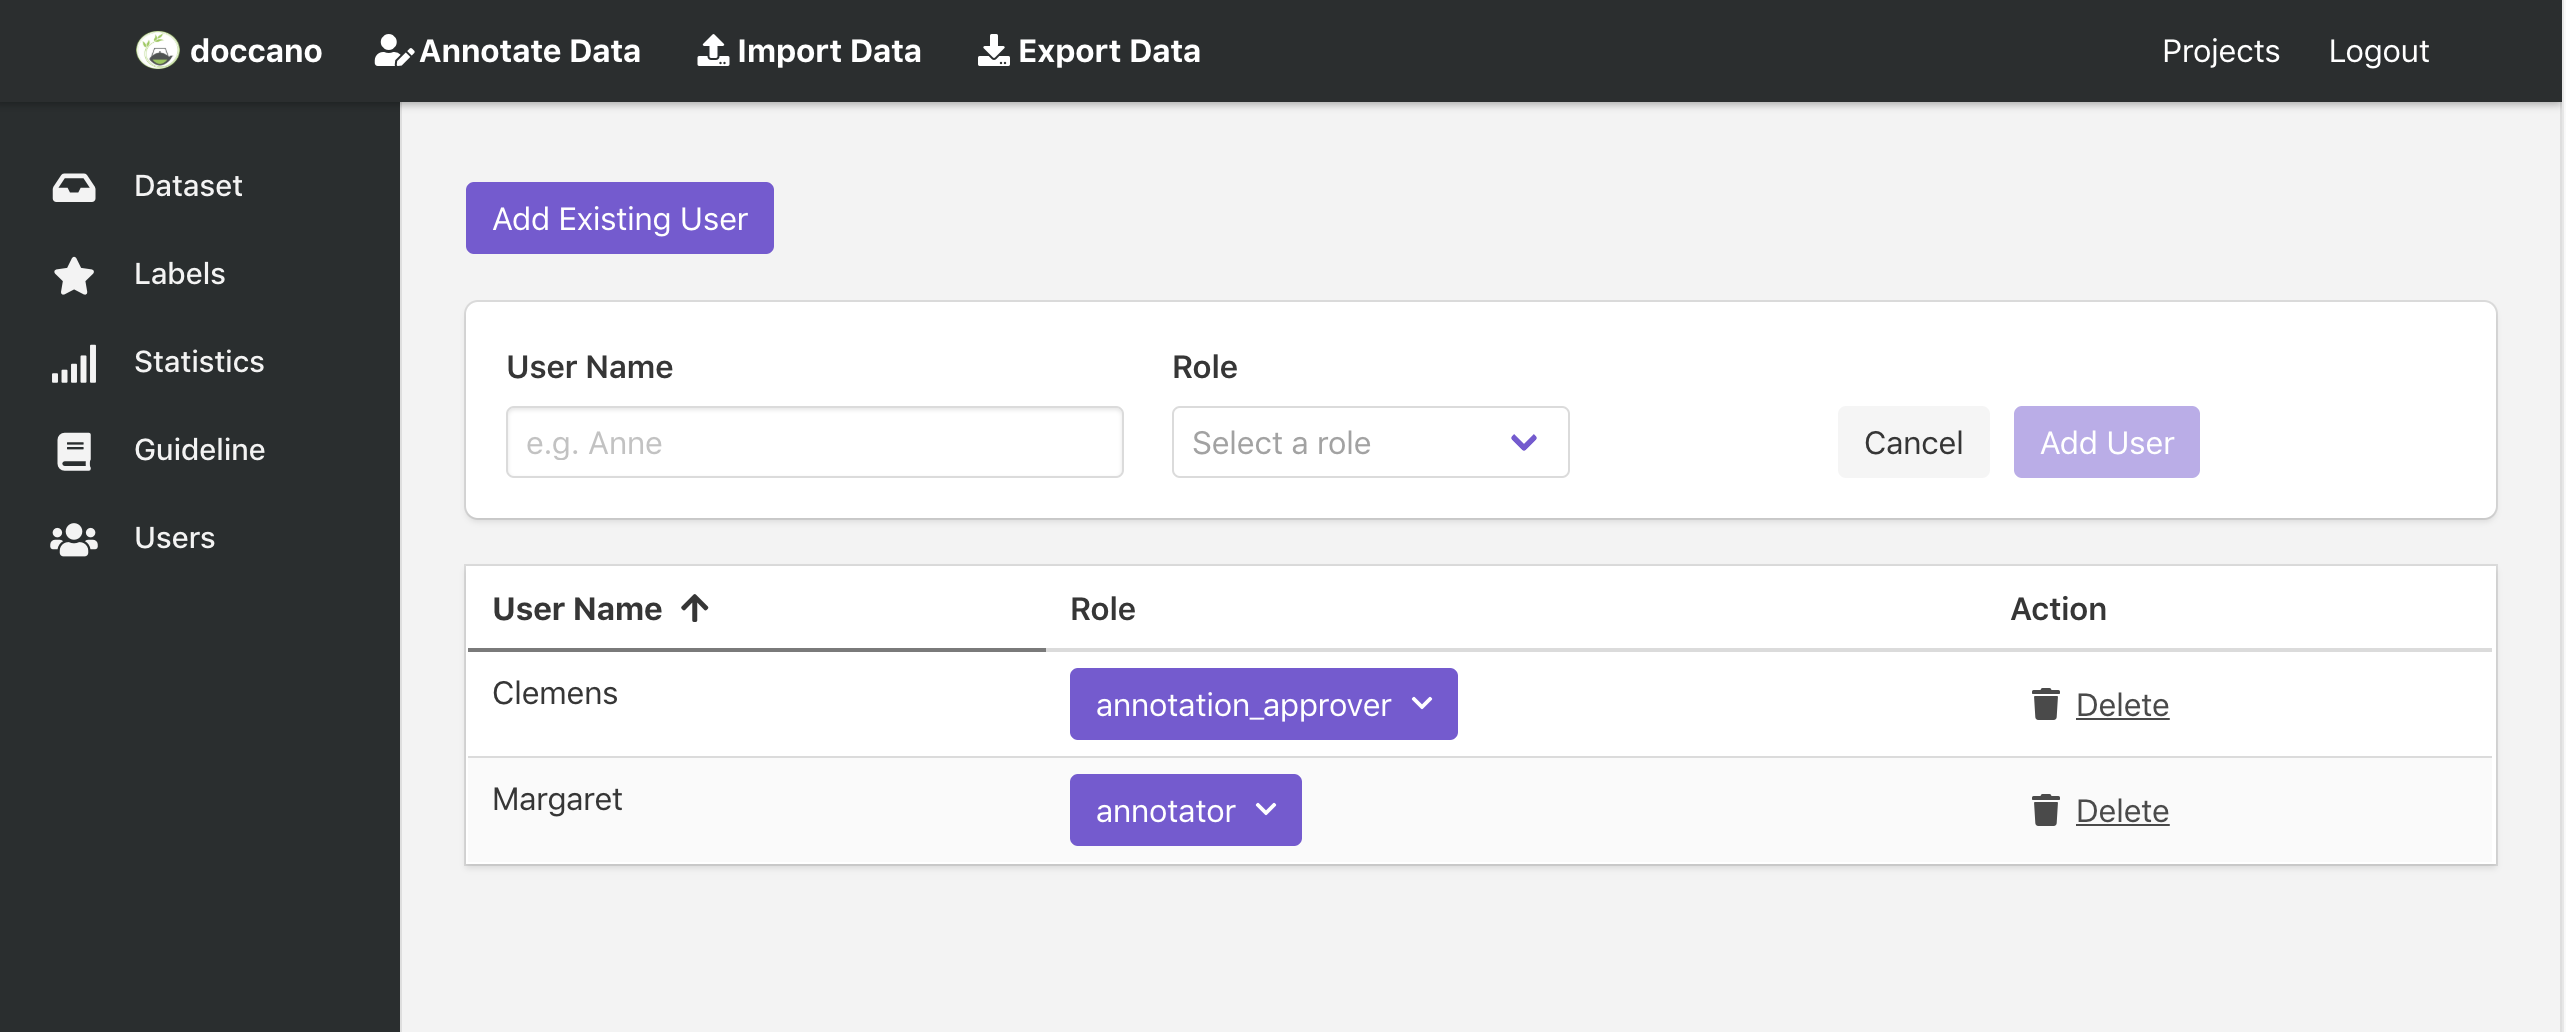 doccano Annotate Data Import Data Export Data Projects Logout
Dataset
Labels
Statistics
Guideline
Users
Add Existing User
User Name Role
e.g. Anne Select a role Cancel Add User
User Name Role Action
Clemens annotation_approver Delete
Margaret annotator Delete